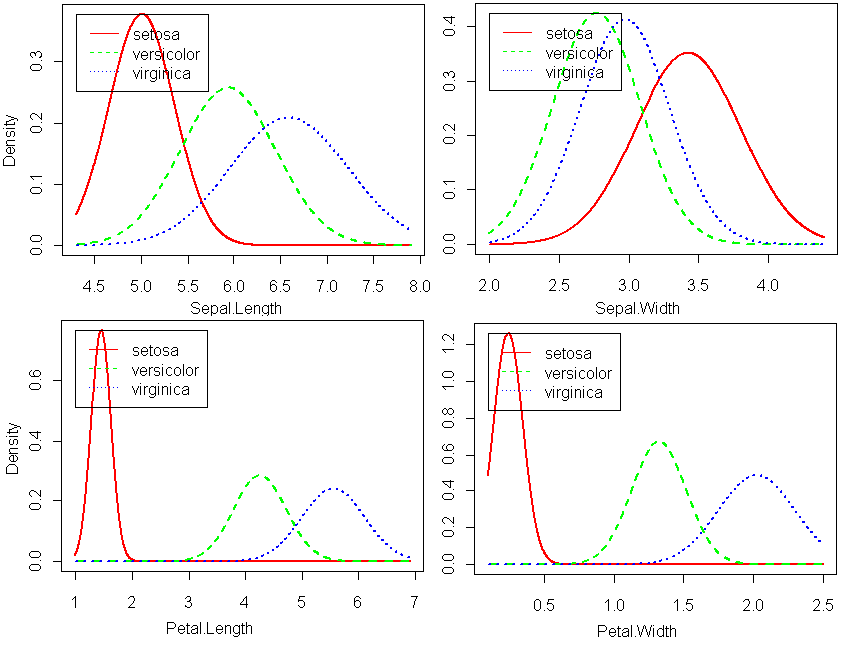 setosa
versicolor
virginica
Density
0.0 0.1 0.2 0.3
4.5 5.0 5.5 6.0 6.5 7.0 7.5 8.0
Sepal.Length
setosa
versicolor
virginica
0.0 0.1 0.2 0.3 0.4
2.0 2.5 3.0 3.5 4.0
Sepal.Width
setosa
versicolor
virginica
Density
0.0 0.2 0.4 0.6
1 2 3 4 5 6 7
Petal.Length
setosa
versicolor
virginica
0.0 0.2 0.4 0.6 0.8 1.0 1.2
0.5 1.0 1.5 2.0 2.5
Petal.Width